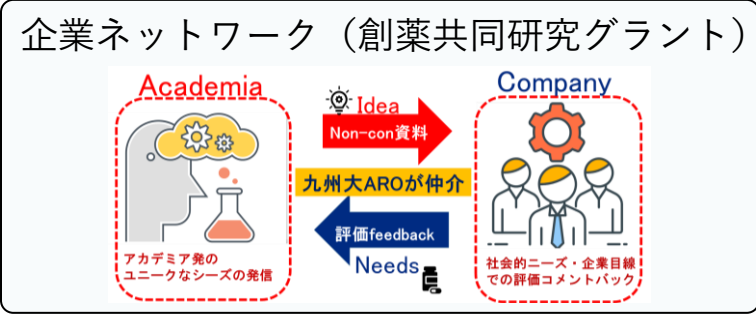 企業ネットワーク（創薬共同研究グラント）
Academia
Company
Idea
Non-con資料
九州大AROが仲介
評価feedback
Needs
アカデミア発の
ユニークなシーズの発信
社会的ニーズ・企業目線
での評価コメントバック